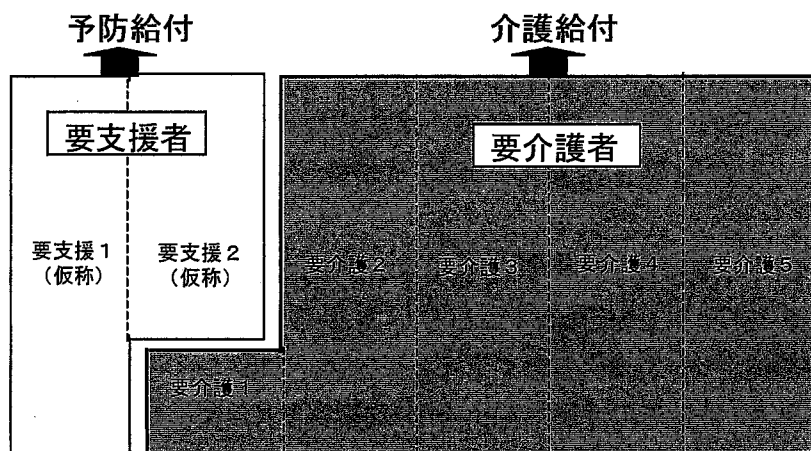 予防給付
介護給付
要支援者
要介護者
要支援1
(仮称)
要支援2
(仮称)
要介護2
要介護3
要介護4
要介護5
要介護1